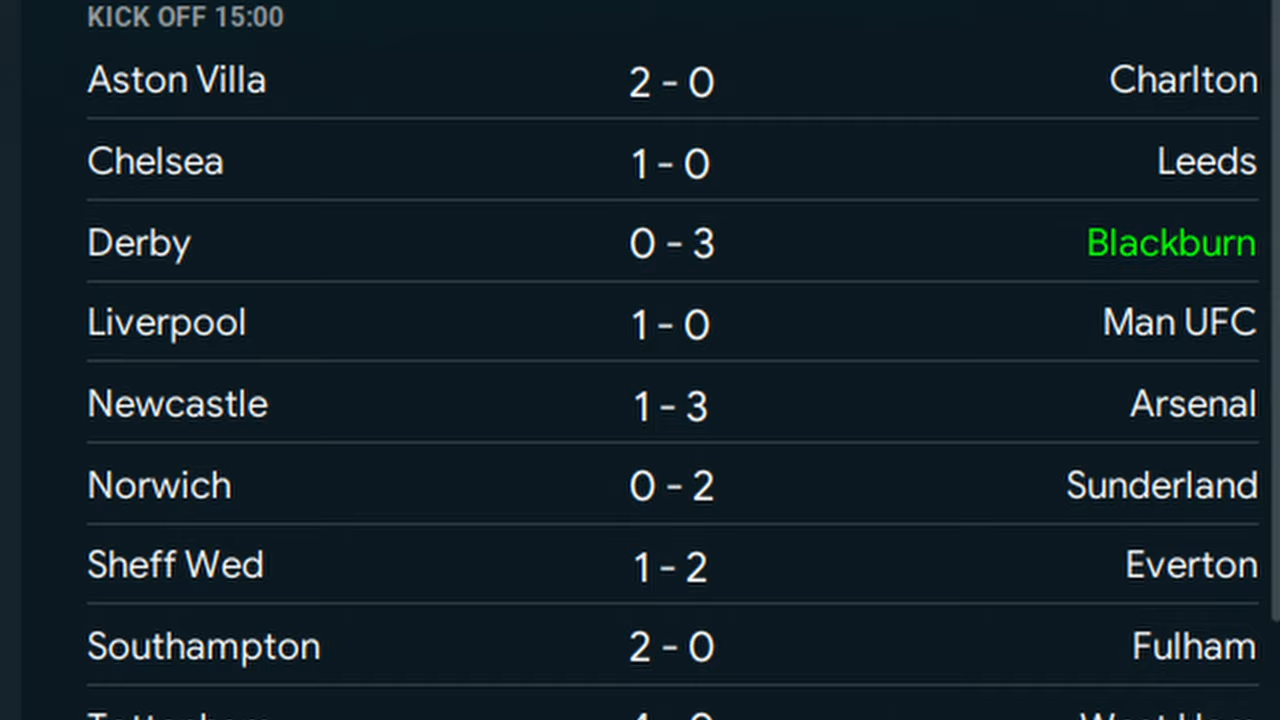 KICK OFF 15:00
Aston Villa 2 - 0 Charlton
Chelsea 1 - 0 Leeds
Derby 0 - 3 Blackburn
Liverpool 1 - 0 Man UFC
Newcastle 1 - 3 Arsenal
Norwich 0 - 2 Sunderland
Sheff Wed 1 - 2 Everton
Southampton 2 - 0 Fulham